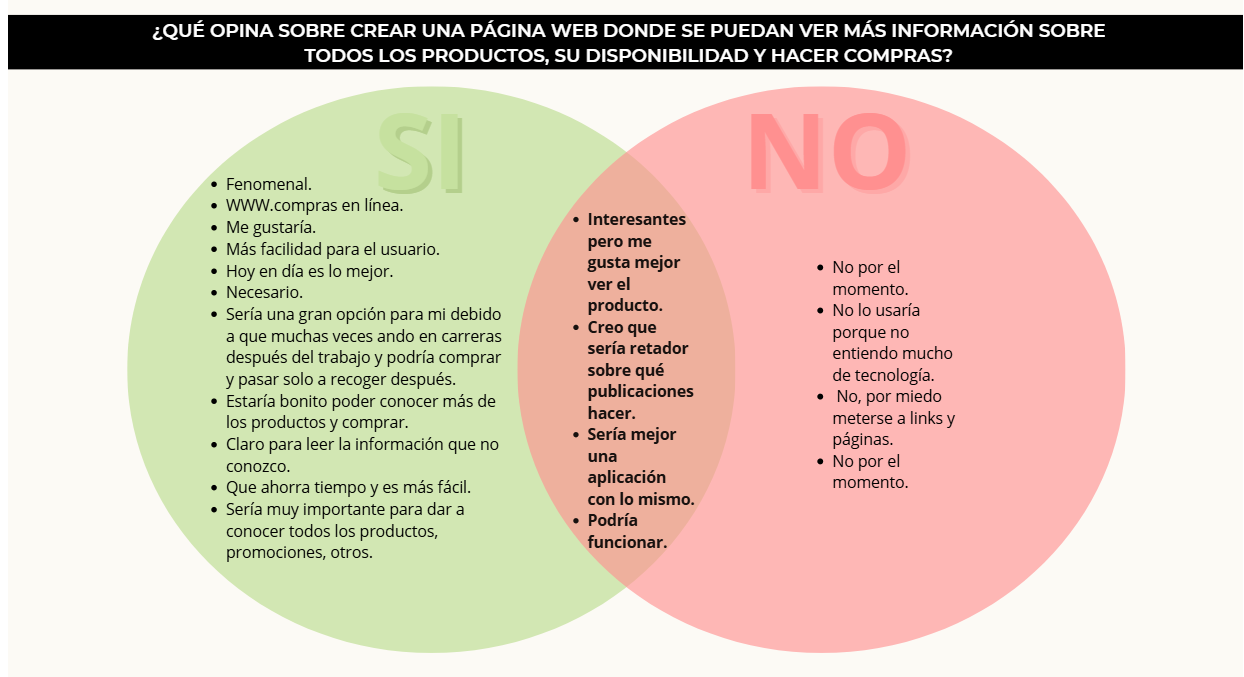 ¿QUÉ OPINA SOBRE CREAR UNA PÁGINA WEB DONDE SE PUEDAN VER MÁS INFORMACIÓN SOBRE
TODOS LOS PRODUCTOS, SU DISPONIBILIDAD Y HACER COMPRAS?
SI
• Fenomenal.
• WWW.compras en línea.
• Me gustaría.
• Más facilidad para el usuario.
• Hoy en día es lo mejor.
• Necesario.
• Sería una gran opción para mi debido
a que muchas veces ando en carreras
después del trabajo y podría comprar
y pasar solo a recoger después.
• Estaría bonito poder conocer más de
los productos y comprar.
• Claro para leer la información que no
conozco.
• Que ahorra tiempo y es más fácil.
• Sería muy importante para dar a
conocer todos los productos,
promociones, otros.
• Interesantes
pero me
gusta mejor
ver el
producto.
• Creo que
sería retador
sobre qué
publicaciones
hacer.
• Sería mejor
una
aplicación
con lo mismo.
• Podría
funcionar.
NO
• No por el
momento.
• No lo usaría
porque no
entiendo mucho
de tecnología.
• No, por miedo
meterse a links y
páginas.
• No por el
momento.